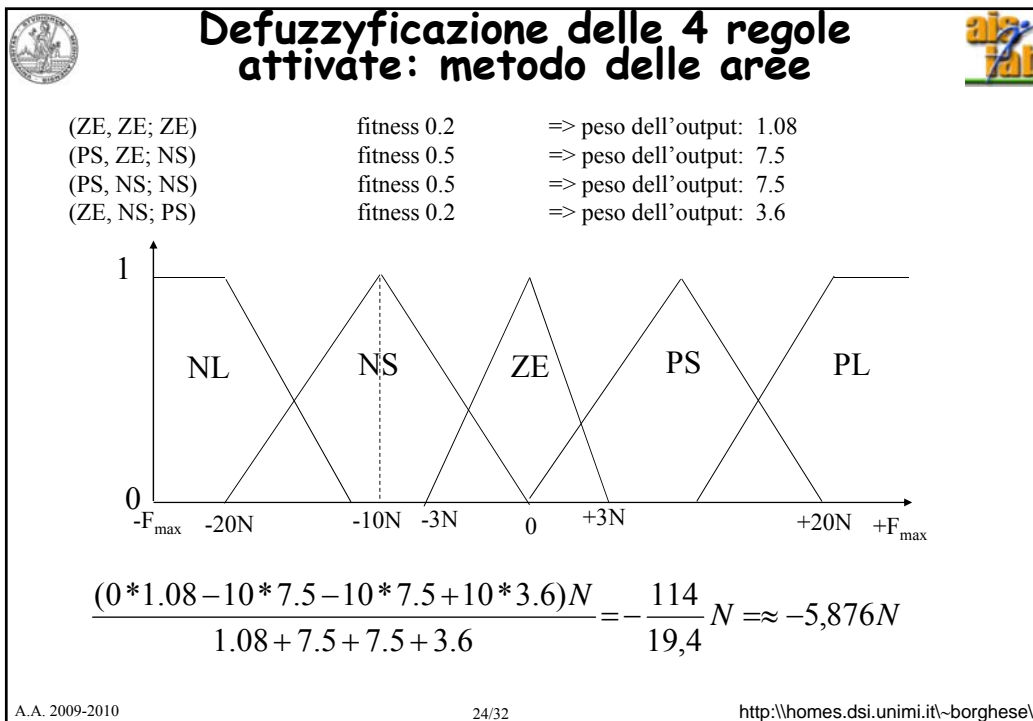 Defuzzyficazione delle 4 regole
attivate: metodo delle aree
(ZE, ZE; ZE) fitness 0.2 => peso dell'output: 1.08
(PS, ZE; NS) fitness 0.5 => peso dell'output: 7.5
(PS, NS; NS) fitness 0.5 => peso dell'output: 7.5
(ZE, NS; PS) fitness 0.2 => peso dell'output: 3.6
1
NL NS ZE PS PL
0
-Fmax -20N -10N -3N 0 +3N +20N +Fmax
(0*1.08−10*7.5−10*7.5+10*3.6)N
1.08+7.5+7.5+3.6
=−114/19,4 N =≈ −5,876N
A.A. 2009-2010 24/32 http:\\homes.dsi.unimi.it\~borghese\